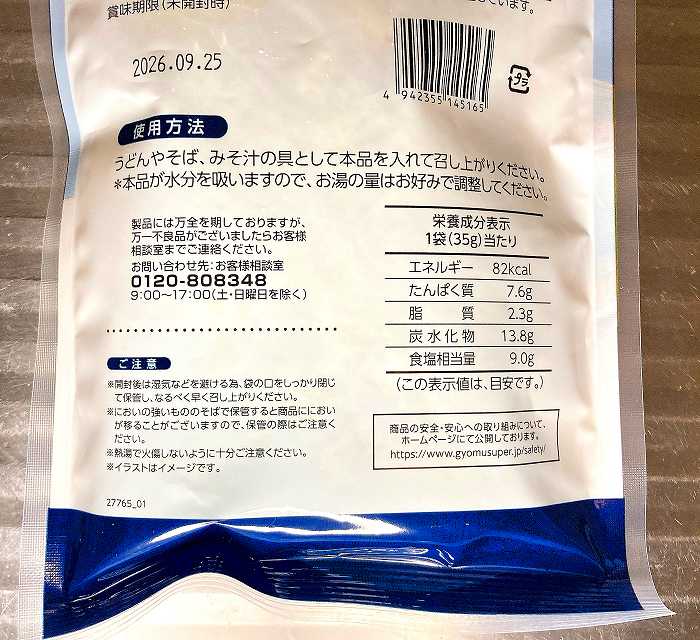 賞味期限(未開封時)
ています。
2026.09.25
4 942355 145165
プラ
使用方法
うどんやそば、みそ汁の具として本品を入れて召し上がりください。
*本品が水分を吸いますので、お湯の量はお好みで調整してください。
製品には万全を期しておりますが、
万一不良品がございましたらお客様
相談室までご連絡ください。
お問い合わせ先:お客様相談室
0120-808348
9:00~17:00(土・日曜日を除く)
栄養成分表示
1袋(35g)当たり
エネルギー 82kcal
たんぱく質 7.6g
脂質 2.3g
炭水化物 13.8g
食塩相当量 9.0g
(この表示値は、目安です。)
ご注意
※開封後は湿気などを避ける為、袋の口をしっかり閉じ
て保管し、なるべく早く召し上がりください。
※においの強いもののそばで保管すると商品ににおい
が移ることがございますので、保管の際はご注意く
ださい。
※熱湯で火傷しないように十分ご注意ください。
※イラストはイメージです。
商品の安全・安心への取り組みについて、
ホームページにて公開しております。
https://www.gyomusuper.jp/safety/
27765_01